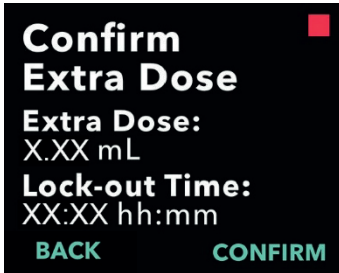 Confirm
Extra Dose
Extra Dose:
X.XX mL
Lock-out Time:
XX:XX hh:mm
BACK CONFIRM